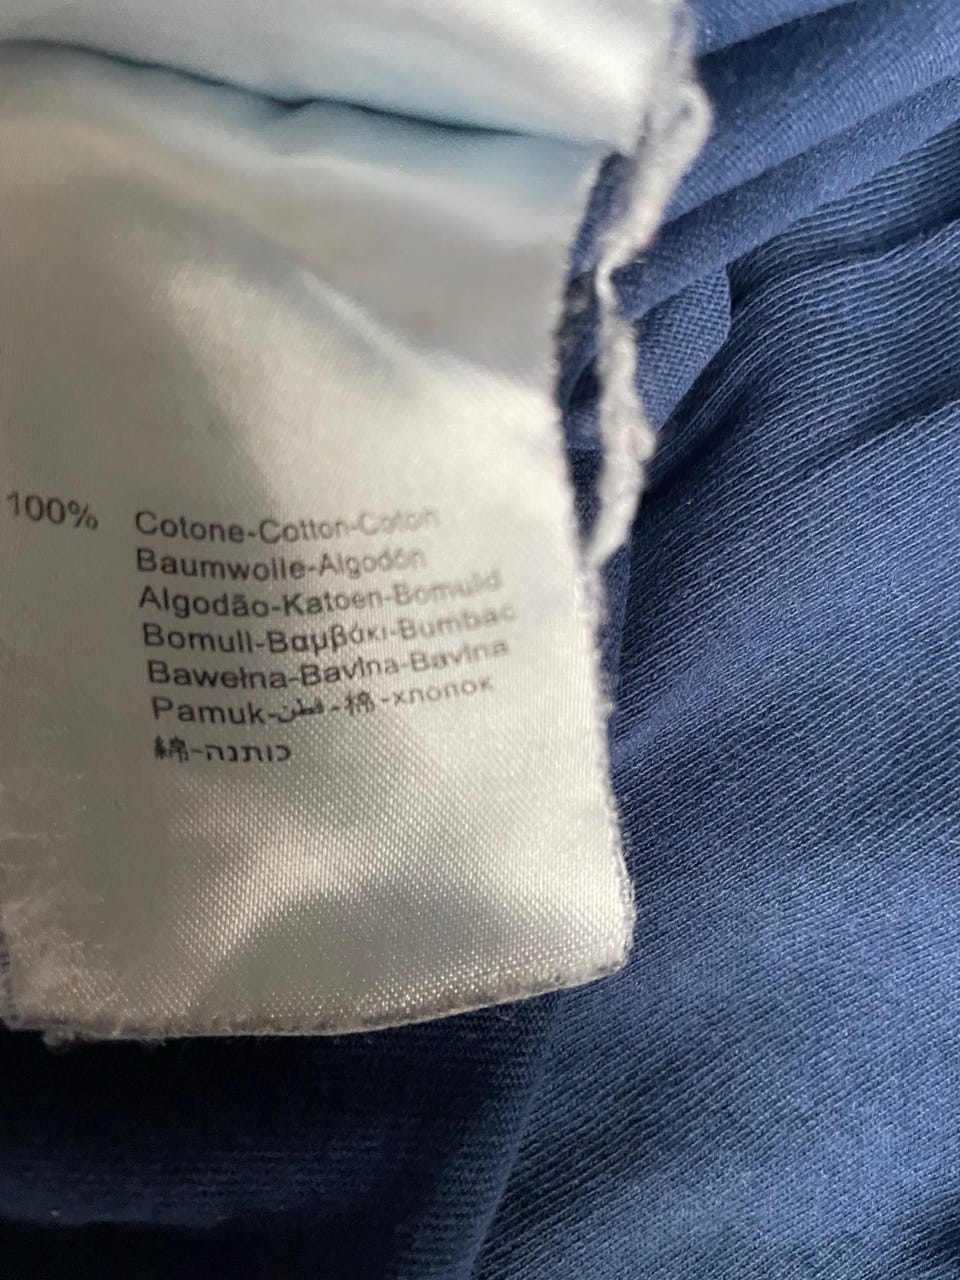 100% Cotone-Cotton-Coton
Baumwolle-Algodón
Algodão-Katoen-Bomuld
Bomull-Βαμβάκι-Bumbac
Bawełna-Bavlna-Bavlna
Pamuk-قطن-棉-хлопок
綿-כותנה